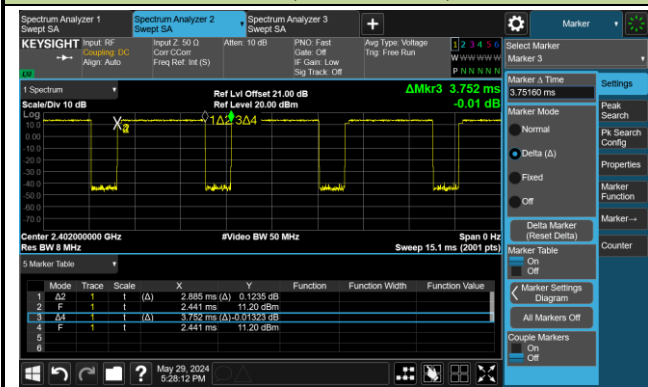 Spectrum Analyzer 1
Swept SA
Spectrum Analyzer 2
Swept SA
Spectrum Analyzer 3
Swept SA
+
Marker
KEYSIGHT
Input: RF
Coupling: DC
Align: Auto
Input Z: 50 Ω
Corr CCorr
Freq Ref: Int (S)
Atten: 10 dB
PNO: Fast
Gate: Off
IF Gain: Low
Sig Track: Off
Avg Type: Voltage
Trig: Free Run
1 2 3 4 5 6
W W W W W W
P N N N N N
Select Marker
Marker 3
1 Spectrum
Scale/Div 10 dB
Log
Ref Lvl Offset 21.00 dB
Ref Level 20.00 dBm
ΔMkr3 3.752 ms
-0.01 dB
10.0
0.00
-10.0
-20.0
-30.0
-40.0
-50.0
-60.0
-70.0
1Δ2 3Δ4
Center 2.402000000 GHz
Res BW 8 MHz
#Video BW 50 MHz
Span 0 Hz
Sweep 15.1 ms (2001 pts)
5 Marker Table
Mode Trace Scale X Y Function Function Width Function Value
1 Δ2 1 t (Δ) 2.885 ms (Δ) 0.1235 dB
2 F 1 t 2.441 ms 11.20 dBm
3 Δ4 1 t (Δ) 3.752 ms (Δ) -0.01323 dB
4 F 1 t 2.441 ms 11.20 dBm
5
6
Marker Δ Time
3.75160 ms
Marker Mode
Normal
Delta (Δ)
Fixed
Off
Delta Marker
(Reset Delta)
Marker Table
On
Off
Marker Settings
Diagram
All Markers Off
Couple Markers
On
Off
Settings
Peak
Search
Pk Search
Config
Properties
Marker
Function
Marker→
Counter
?
May 29, 2024
5:28:12 PM